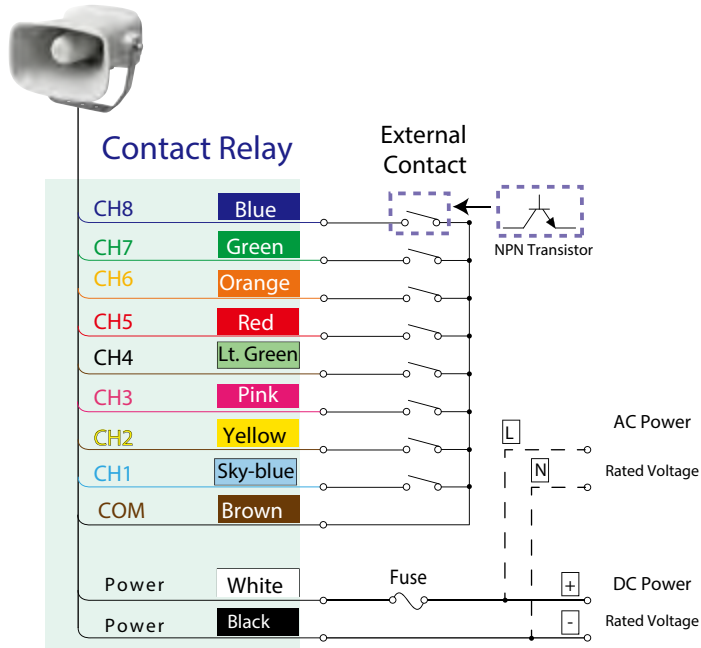 Contact Relay
External
Contact
CH8 Blue
NPN Transistor
CH7 Green
CH6 Orange
CH5 Red
CH4 Lt. Green
CH3 Pink
CH2 Yellow
L AC Power
CH1 Sky-blue
N Rated Voltage
COM Brown
Power White Fuse + DC Power
Power Black - Rated Voltage